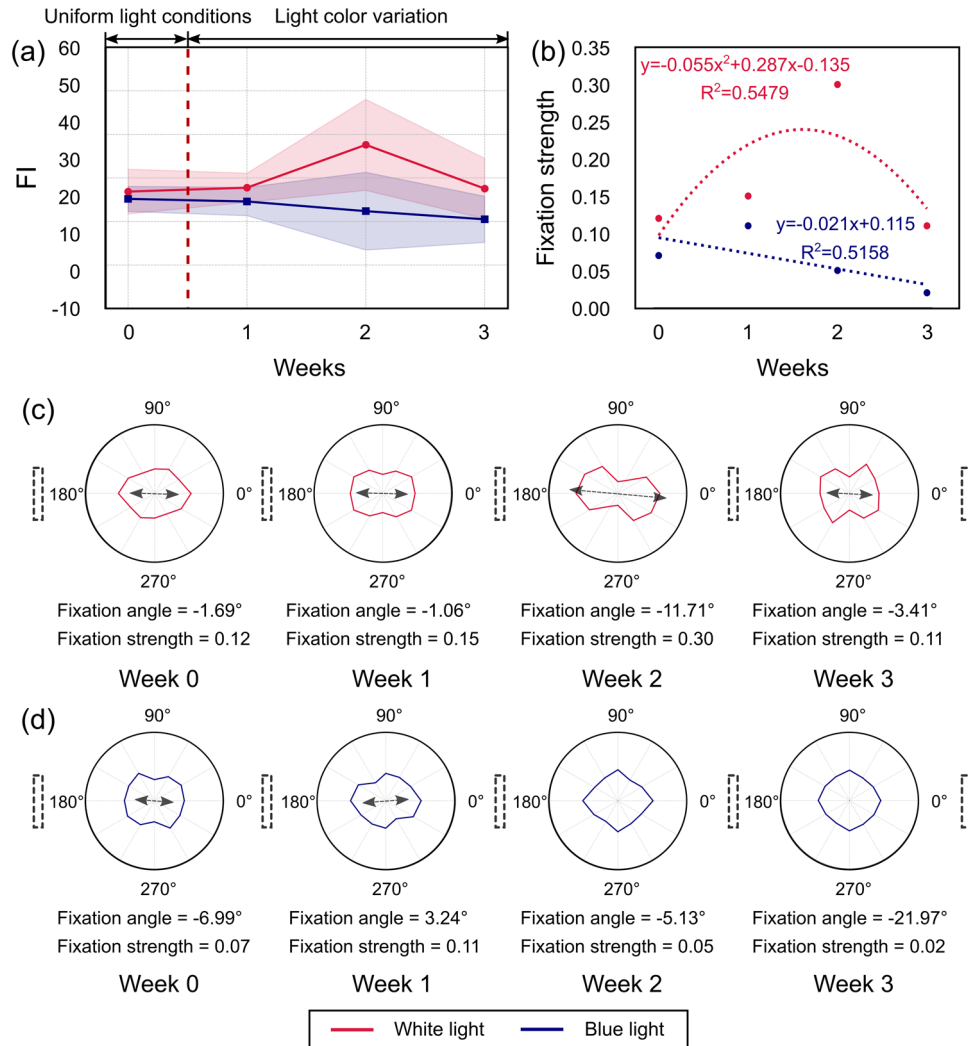 Uniform light conditions Light color variation
(a)
60
50
40
30
20
10
0
-10
FI
0 1 2 3
Weeks
(b)
0.35
0.30
0.25
0.20
0.15
0.10
0.05
0.00
Fixation strength
y=-0.055x²+0.287x-0.135
R²=0.5479
y=-0.021x+0.115
R²=0.5158
0 1 2 3
Weeks
(c)
90° 90° 90° 90°
180° 0° 180° 0° 180° 0° 180° 0°
270° 270° 270° 270°
Fixation angle = -1.69° Fixation angle = -1.06° Fixation angle = -11.71° Fixation angle = -3.41°
Fixation strength = 0.12 Fixation strength = 0.15 Fixation strength = 0.30 Fixation strength = 0.11
Week 0 Week 1 Week 2 Week 3
(d)
90° 90° 90° 90°
180° 0° 180° 0° 180° 0° 180° 0°
270° 270° 270° 270°
Fixation angle = -6.99° Fixation angle = 3.24° Fixation angle = -5.13° Fixation angle = -21.97°
Fixation strength = 0.07 Fixation strength = 0.11 Fixation strength = 0.05 Fixation strength = 0.02
Week 0 Week 1 Week 2 Week 3
White light Blue light